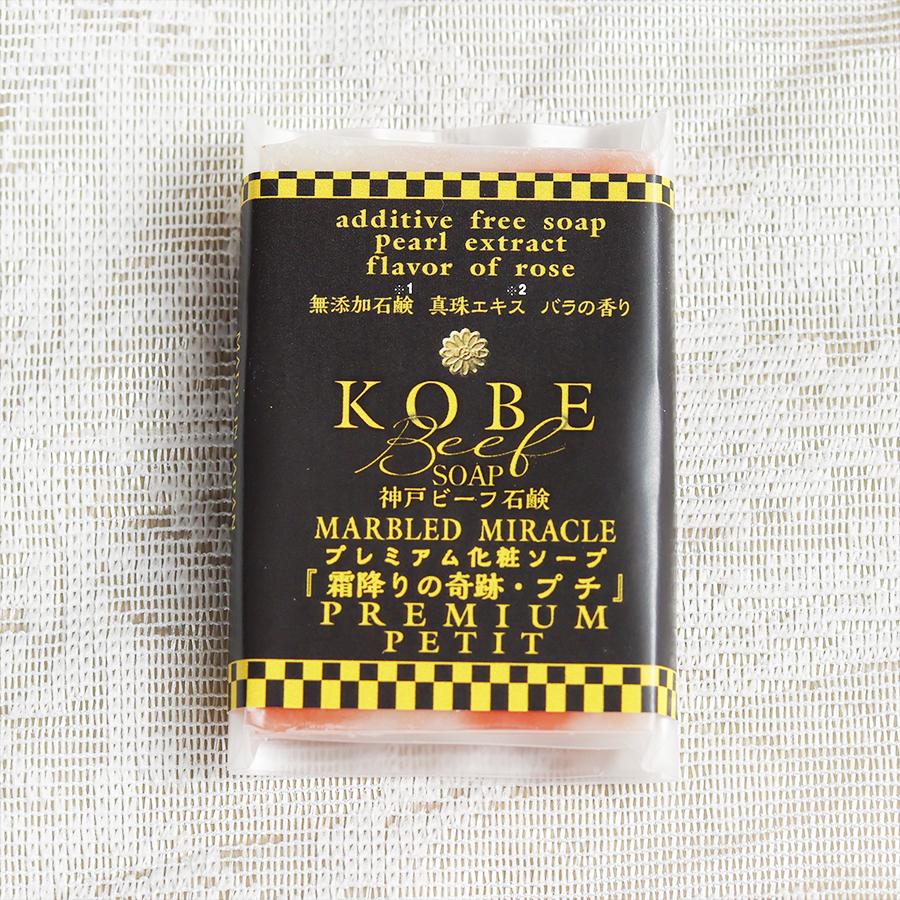 additive free soap
pearl extract
flavor of rose
※1 ※2
無添加石鹸 真珠エキス バラの香り
KOBE
Beef
SOAP
神戸ビーフ石鹸
MARBLED MIRACLE
プレミアム化粧ソープ
『霜降りの奇跡・プチ』
PREMIUM
PETIT